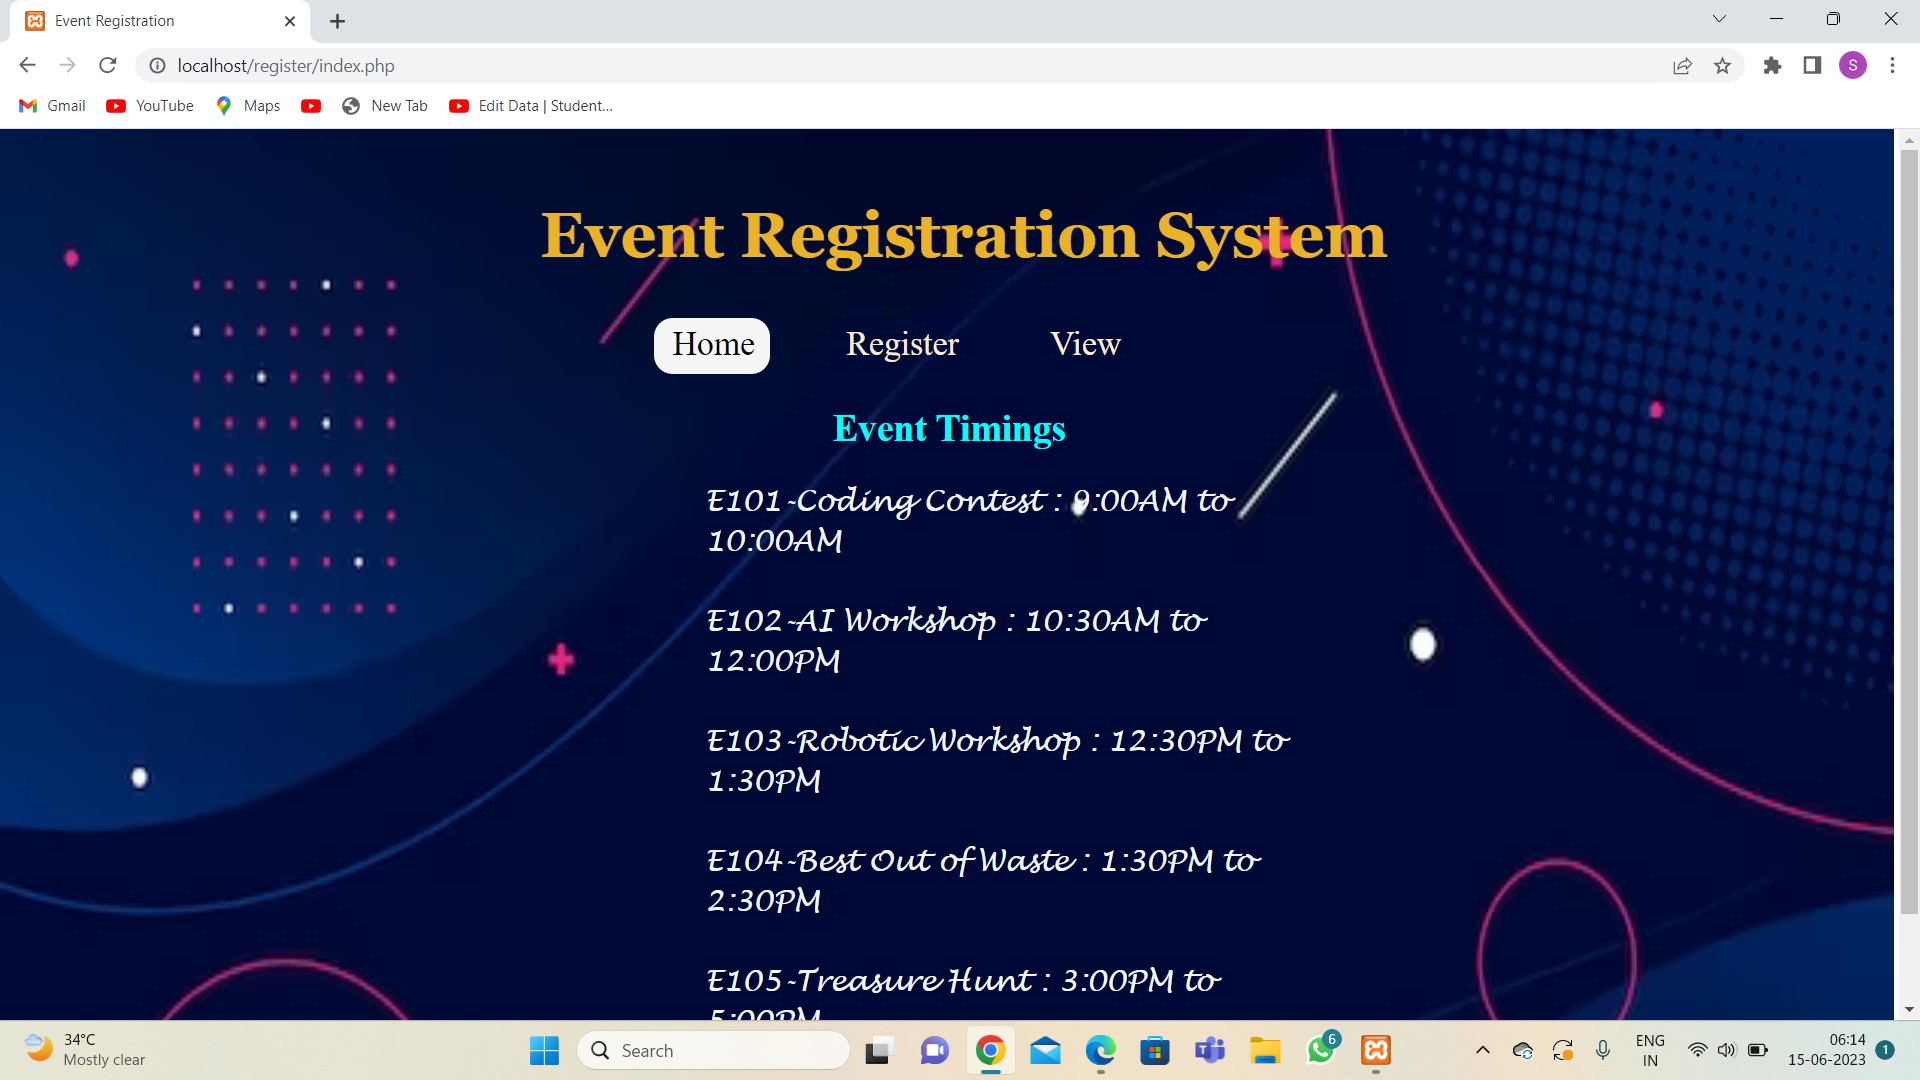 Event Registration
localhost/register/index.php
S
Gmail
YouTube
Maps
New Tab
Edit Data | Student...
Event Registration System
Home
Register
View
Event Timings
E101-Coding Contest : 9:00AM to
10:00AM
E102-AI Workshop : 10:30AM to
12:00PM
E103-Robotic Workshop : 12:30PM to
1:30PM
E104-Best Out of Waste : 1:30PM to
2:30PM
E105-Treasure Hunt : 3:00PM to
5:00PM
34°C
Mostly clear
Search
6
ENG
IN
06:14
15-06-2023
1